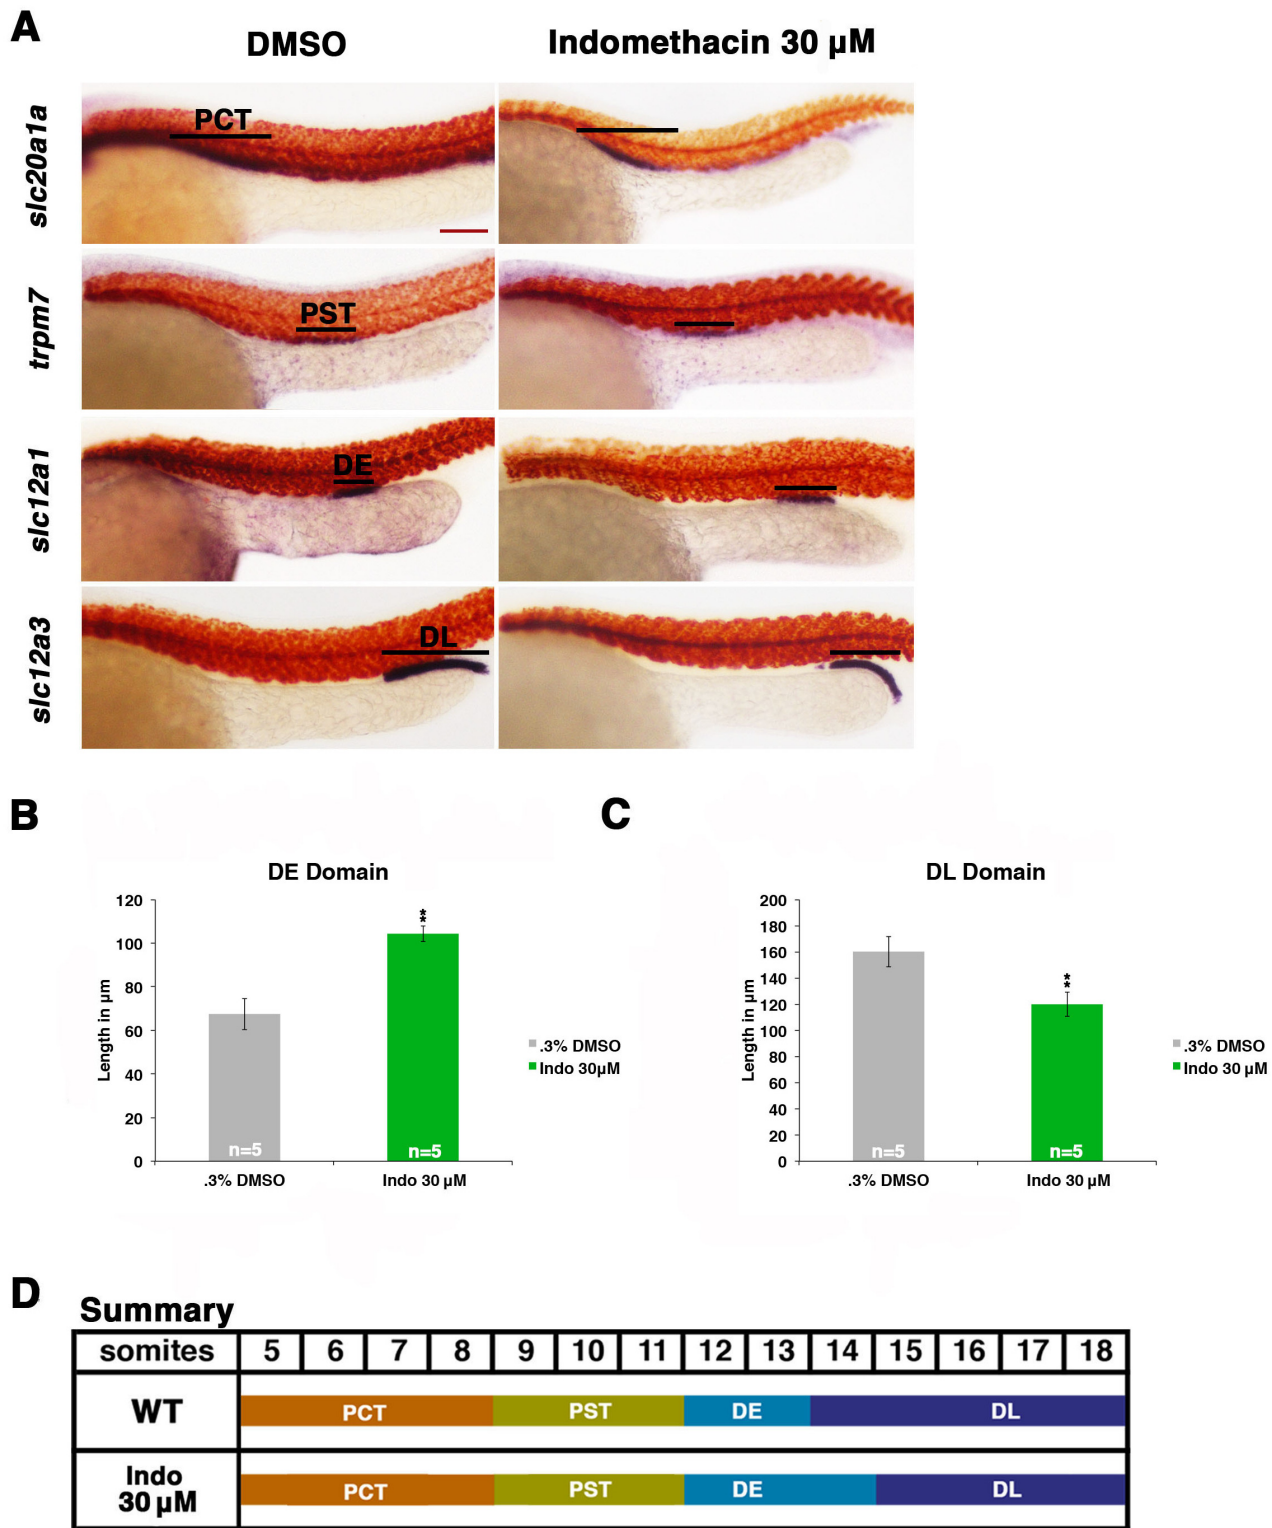 A
DMSO
Indomethacin 30 µM
slc20a1a
PCT
trpm7
PST
slc12a1
DE
slc12a3
DL
B
DE Domain
120
100
80
60
40
20
0
Length in µm
**
n=5
n=5
.3% DMSO
Indo 30 µM
.3% DMSO
Indo 30µM
C
DL Domain
200
180
160
140
120
100
80
60
40
20
0
Length in µm
**
n=5
n=5
.3% DMSO
Indo 30 µM
.3% DMSO
Indo 30 µM
D
Summary
somites 5 6 7 8 9 10 11 12 13 14 15 16 17 18
WT PCT PST DE DL
Indo
30 µM PCT PST DE DL